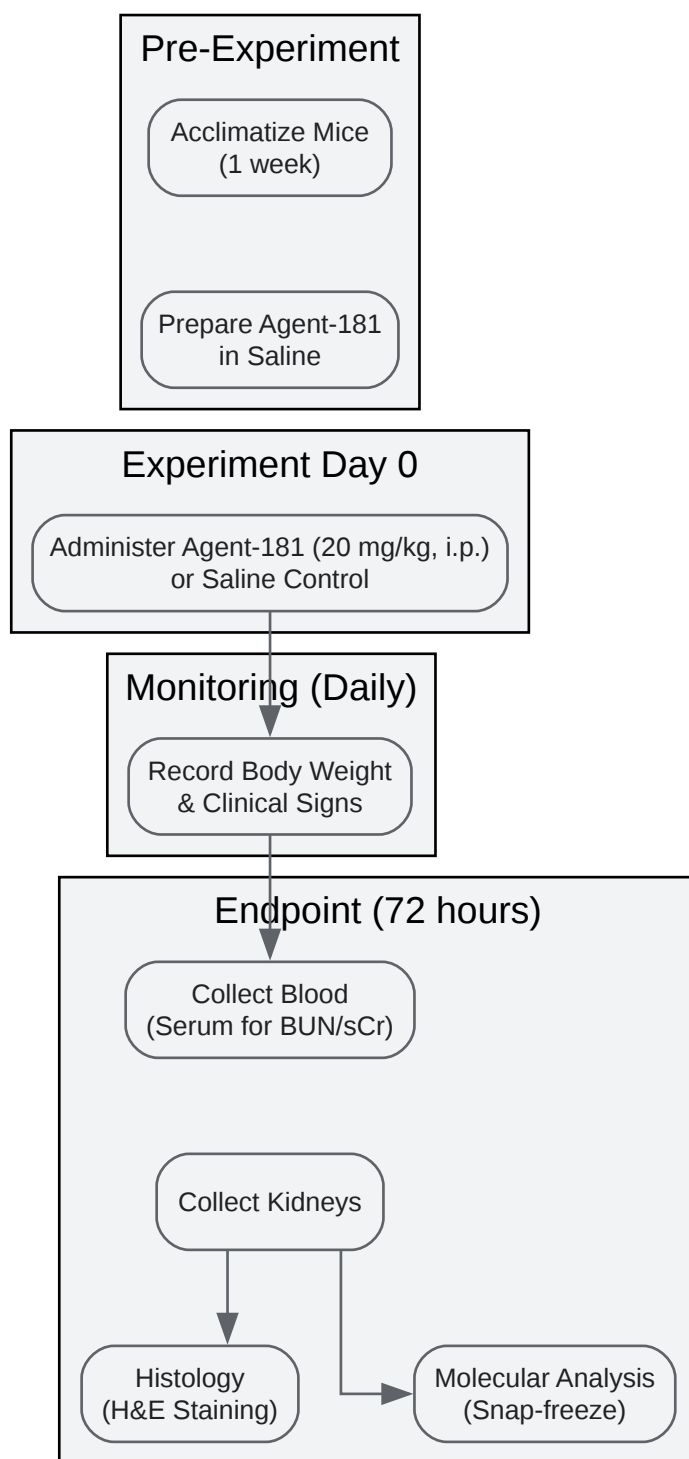 Pre-Experiment
Acclimatize Mice
(1 week)
Prepare Agent-181
in Saline
Experiment Day 0
Administer Agent-181 (20 mg/kg, i.p.)
or Saline Control
Monitoring (Daily)
Record Body Weight
& Clinical Signs
Endpoint (72 hours)
Collect Blood
(Serum for BUN/sCr)
Collect Kidneys
Histology
(H&E Staining)
Molecular Analysis
(Snap-freeze)